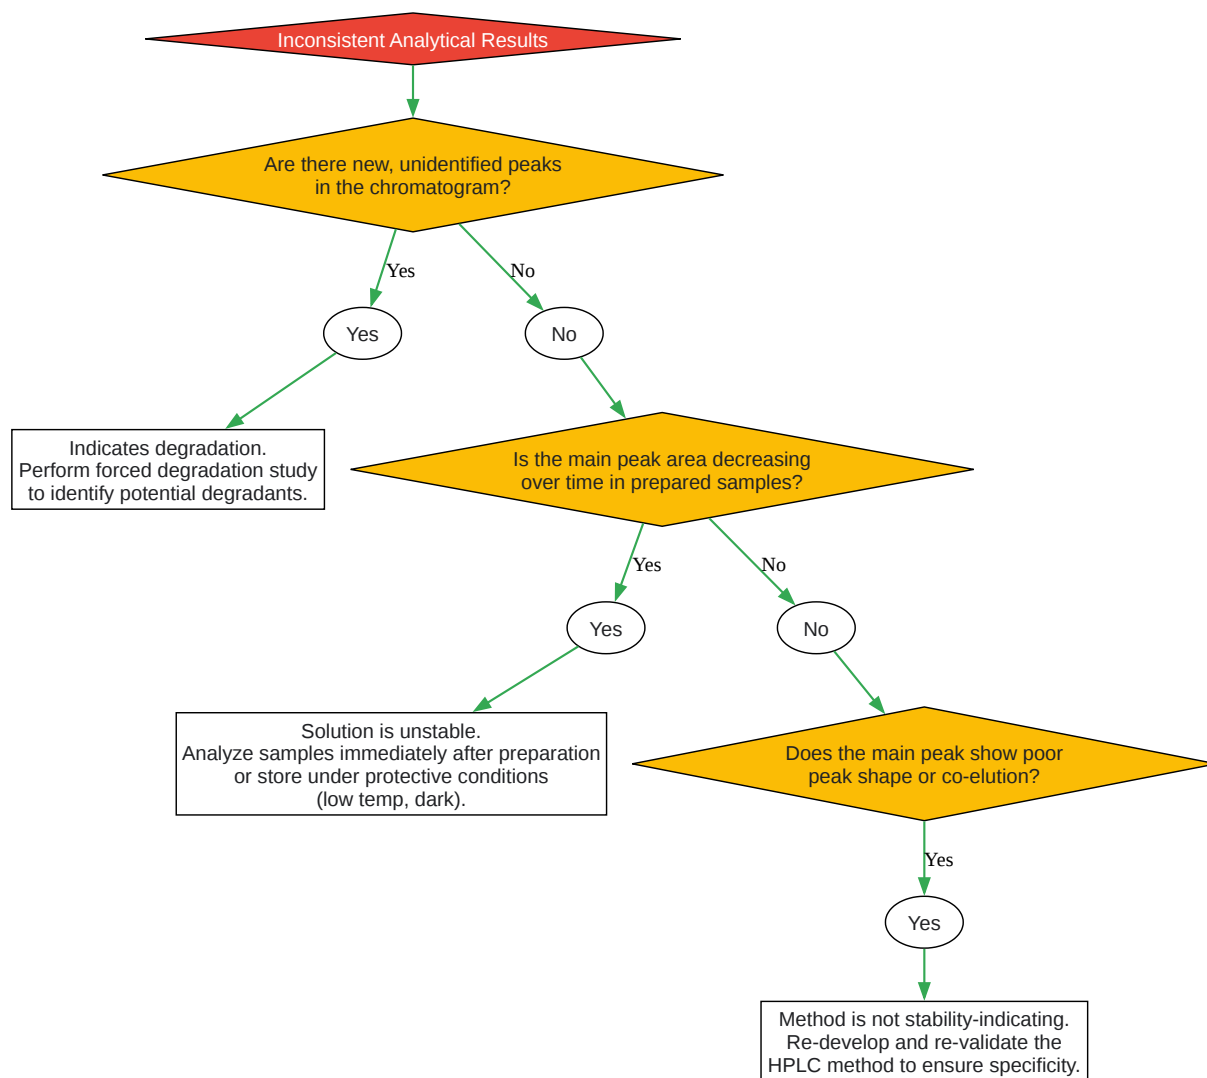 Inconsistent Analytical Results
Are there new, unidentified peaks
in the chromatogram?
Yes
No
Yes
No
Indicates degradation.
Perform forced degradation study
to identify potential degradants.
Is the main peak area decreasing
over time in prepared samples?
Yes
No
Yes
No
Solution is unstable.
Analyze samples immediately after preparation
or store under protective conditions
(low temp, dark).
Does the main peak show poor
peak shape or co-elution?
Yes
Yes
Method is not stability-indicating.
Re-develop and re-validate the
HPLC method to ensure specificity.